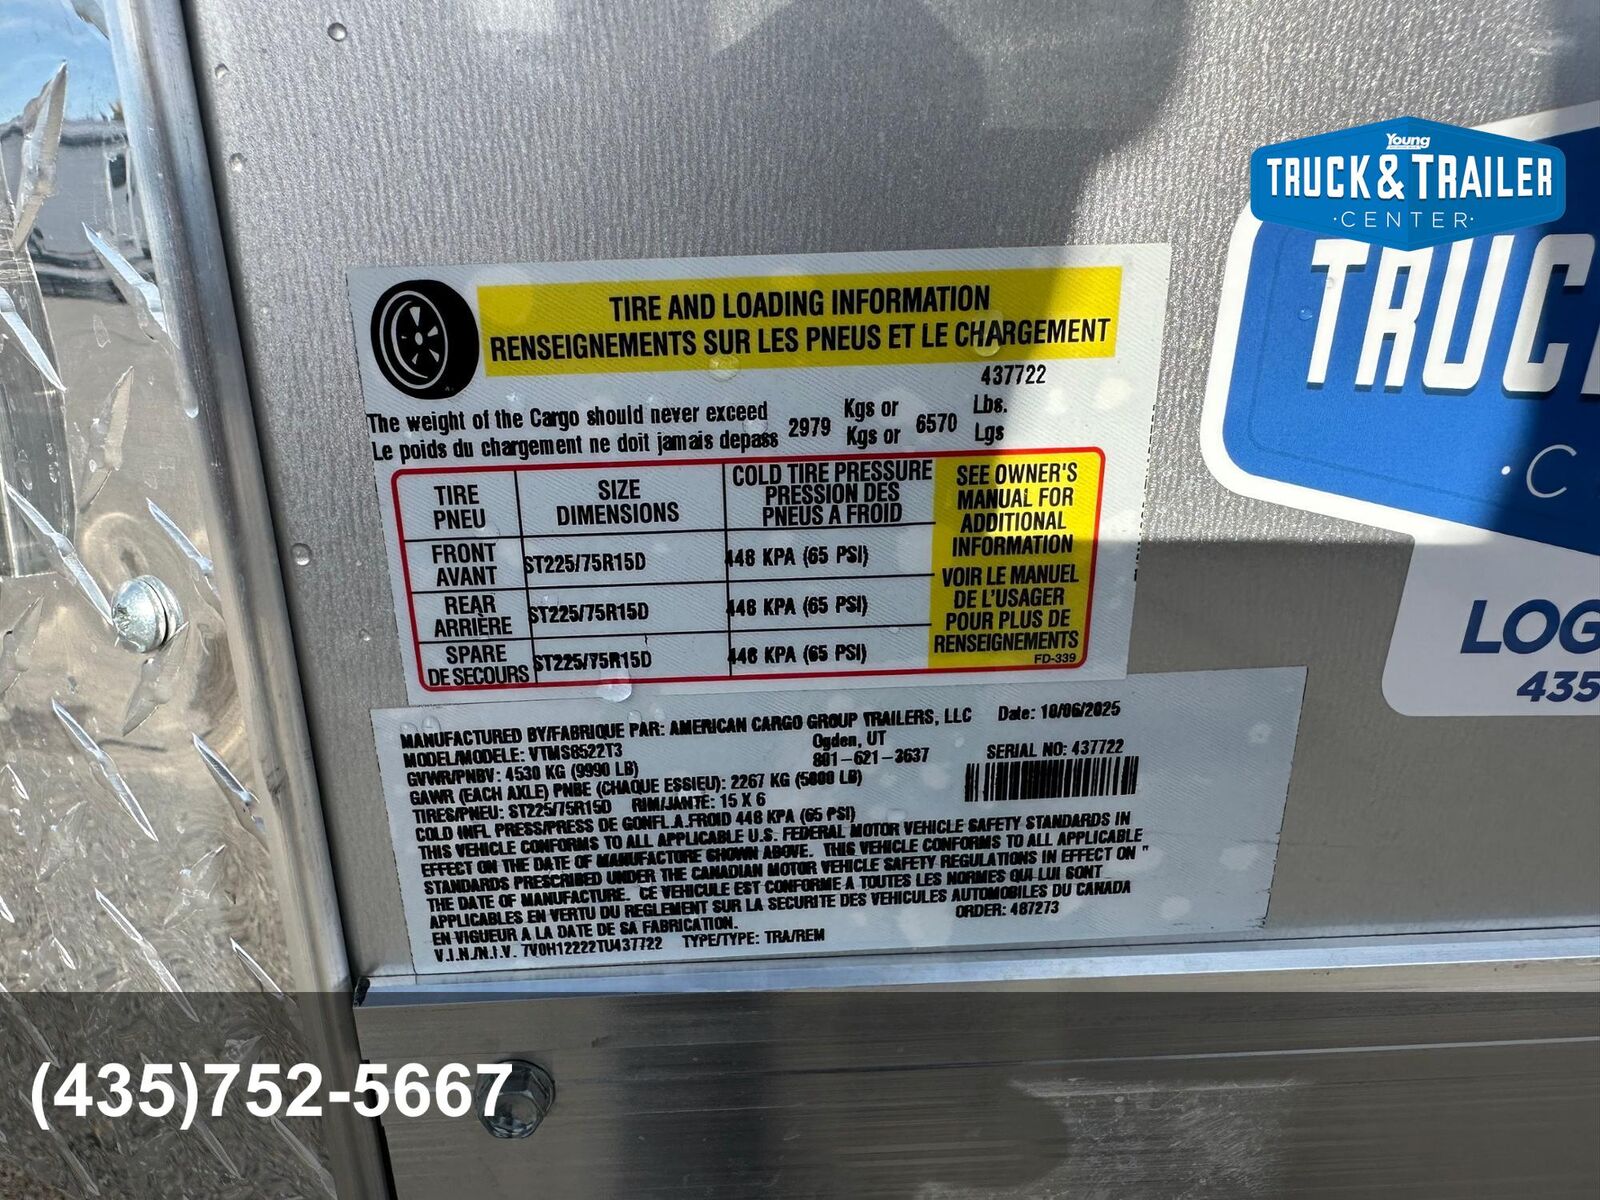 Young
TRUCK & TRAILER
·CENTER·
TRUC
·C
LOG
435
TIRE AND LOADING INFORMATION
RENSEIGNEMENTS SUR LES PNEUS ET LE CHARGEMENT
437722
The weight of the Cargo should never exceed 2979 Kgs or 6570 Lbs.
Le poids du chargement ne doit jamais depass Kgs or Lgs
TIRE PNEU
SIZE DIMENSIONS
COLD TIRE PRESSURE
PRESSION DES
PNEUS A FROID
FRONT AVANT ST225/75R15D 448 KPA (65 PSI)
REAR ARRIÈRE ST225/75R15D 448 KPA (65 PSI)
SPARE DE SECOURS ST225/75R15D 448 KPA (65 PSI)
SEE OWNER'S
MANUAL FOR
ADDITIONAL
INFORMATION
VOIR LE MANUEL
DE L'USAGER
POUR PLUS DE
RENSEIGNEMENTS
FD-339
MANUFACTURED BY/FABRIQUE PAR: AMERICAN CARGO GROUP TRAILERS, LLC Date: 10/06/2025
MODEL/MODELE: VTMS8522T3 Ogden, UT
GVWR/PNBV: 4530 KG (9990 LB) 801-621-3637 SERIAL NO: 437722
GAWR (EACH AXLE) PNBE (CHAQUE ESSIEU): 2267 KG (5000 LB)
TIRES/PNEU: ST225/75R15D RIM/JANTE: 15 X 6
COLD INFL PRESS/PRESS DE GONFL.A.FROID 448 KPA (65 PSI)
THIS VEHICLE CONFORMS TO ALL APPLICABLE U.S. FEDERAL MOTOR VEHICLE SAFETY STANDARDS IN
EFFECT ON THE DATE OF MANUFACTURE SHOWN ABOVE. THIS VEHICLE CONFORMS TO ALL APPLICABLE
STANDARDS PRESCRIBED UNDER THE CANADIAN MOTOR VEHICLE SAFETY REGULATIONS IN EFFECT ON "
THE DATE OF MANUFACTURE. CE VEHICULE EST CONFORME A TOUTES LES NORMES QUI LUI SONT
APPLICABLES EN VERTU DU REGLEMENT SUR LA SECURITE DES VEHICULES AUTOMOBILES DU CANADA
EN VIGUEUR A LA DATE DE SA FABRICATION. ORDER: 487273
V.I.N./N.I.V. 7V0H12222TU437722 TYPE/TYPE: TRA/REM
(435)752-5667